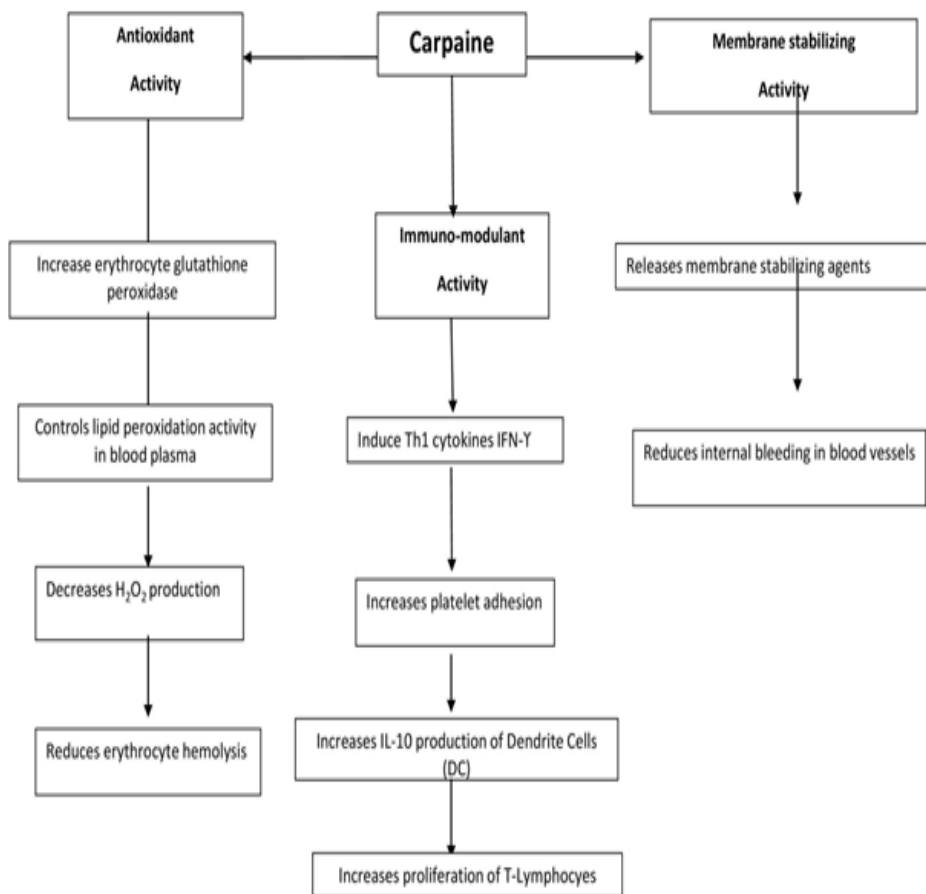 Carpaine
Antioxidant
Activity
Increase erythrocyte glutathione
peroxidase
Controls lipid peroxidation activity
in blood plasma
Decreases H₂O₂ production
Reduces erythrocyte hemolysis
Immuno-modulant
Activity
Induce Th1 cytokines IFN-Y
Increases platelet adhesion
Increases IL-10 production of Dendrite Cells
(DC)
Increases proliferation of T-Lymphocyes
Membrane stabilizing
Activity
Releases membrane stabilizing agents
Reduces internal bleeding in blood vessels